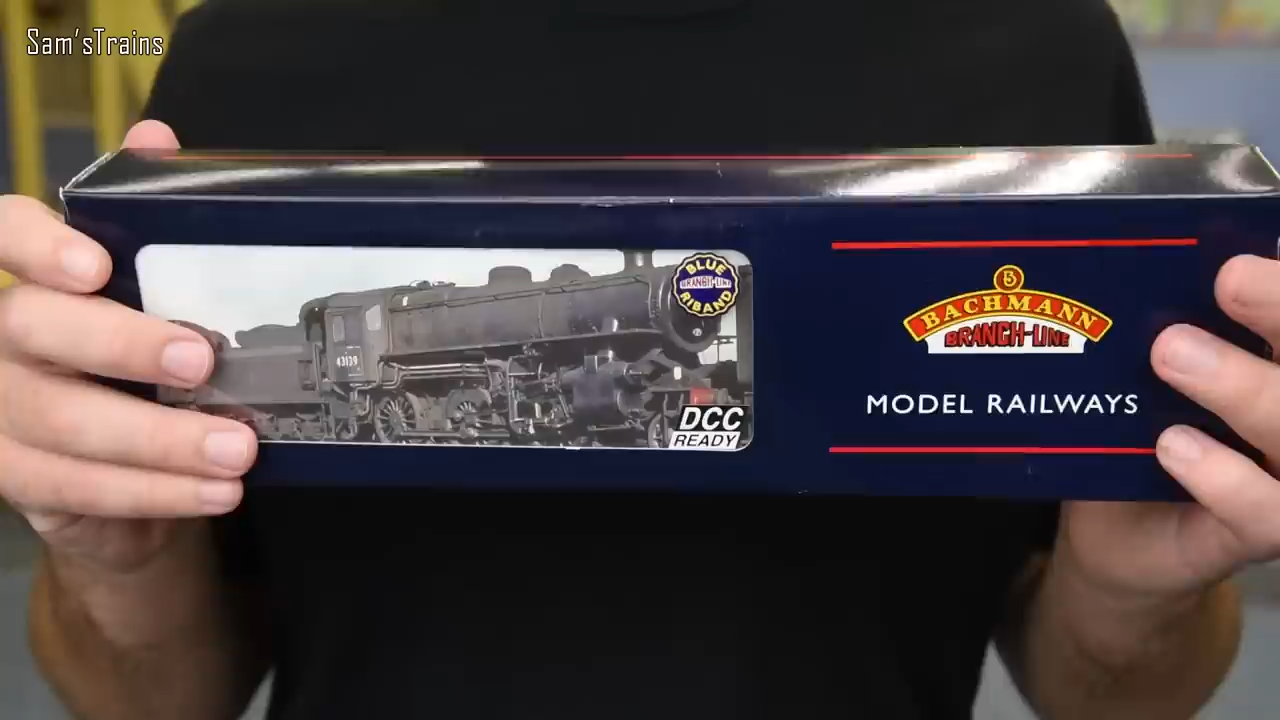 Sam'sTrains
BLUE
BRANCH-LINE
RIBAND
43139
DCC
READY
B
BACHMANN
BRANCH-LINE
MODEL RAILWAYS